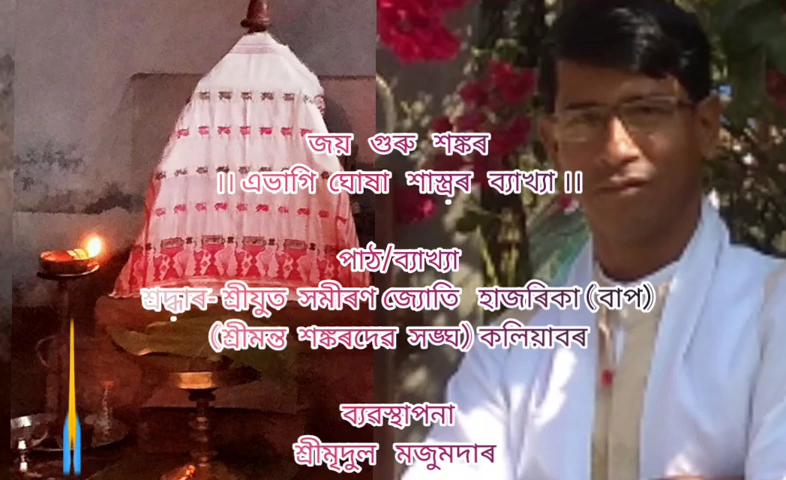 জয় গুৰু শঙ্কৰ
।। এভাগি ঘোষা শাস্ত্ৰৰ ব্যাখ্যা ।।
পাঠ/ব্যাখ্যা
শ্ৰদ্ধাৰ- শ্ৰীযুত সমীৰণ জ্যোতি হাজৰিকা (বাপ)
(শ্ৰীমন্ত শঙ্কৰদেৱ সঙ্ঘ) কলিয়াবৰ
ব্যৱস্থাপনা
শ্ৰীমৃদুল মজুমদাৰ